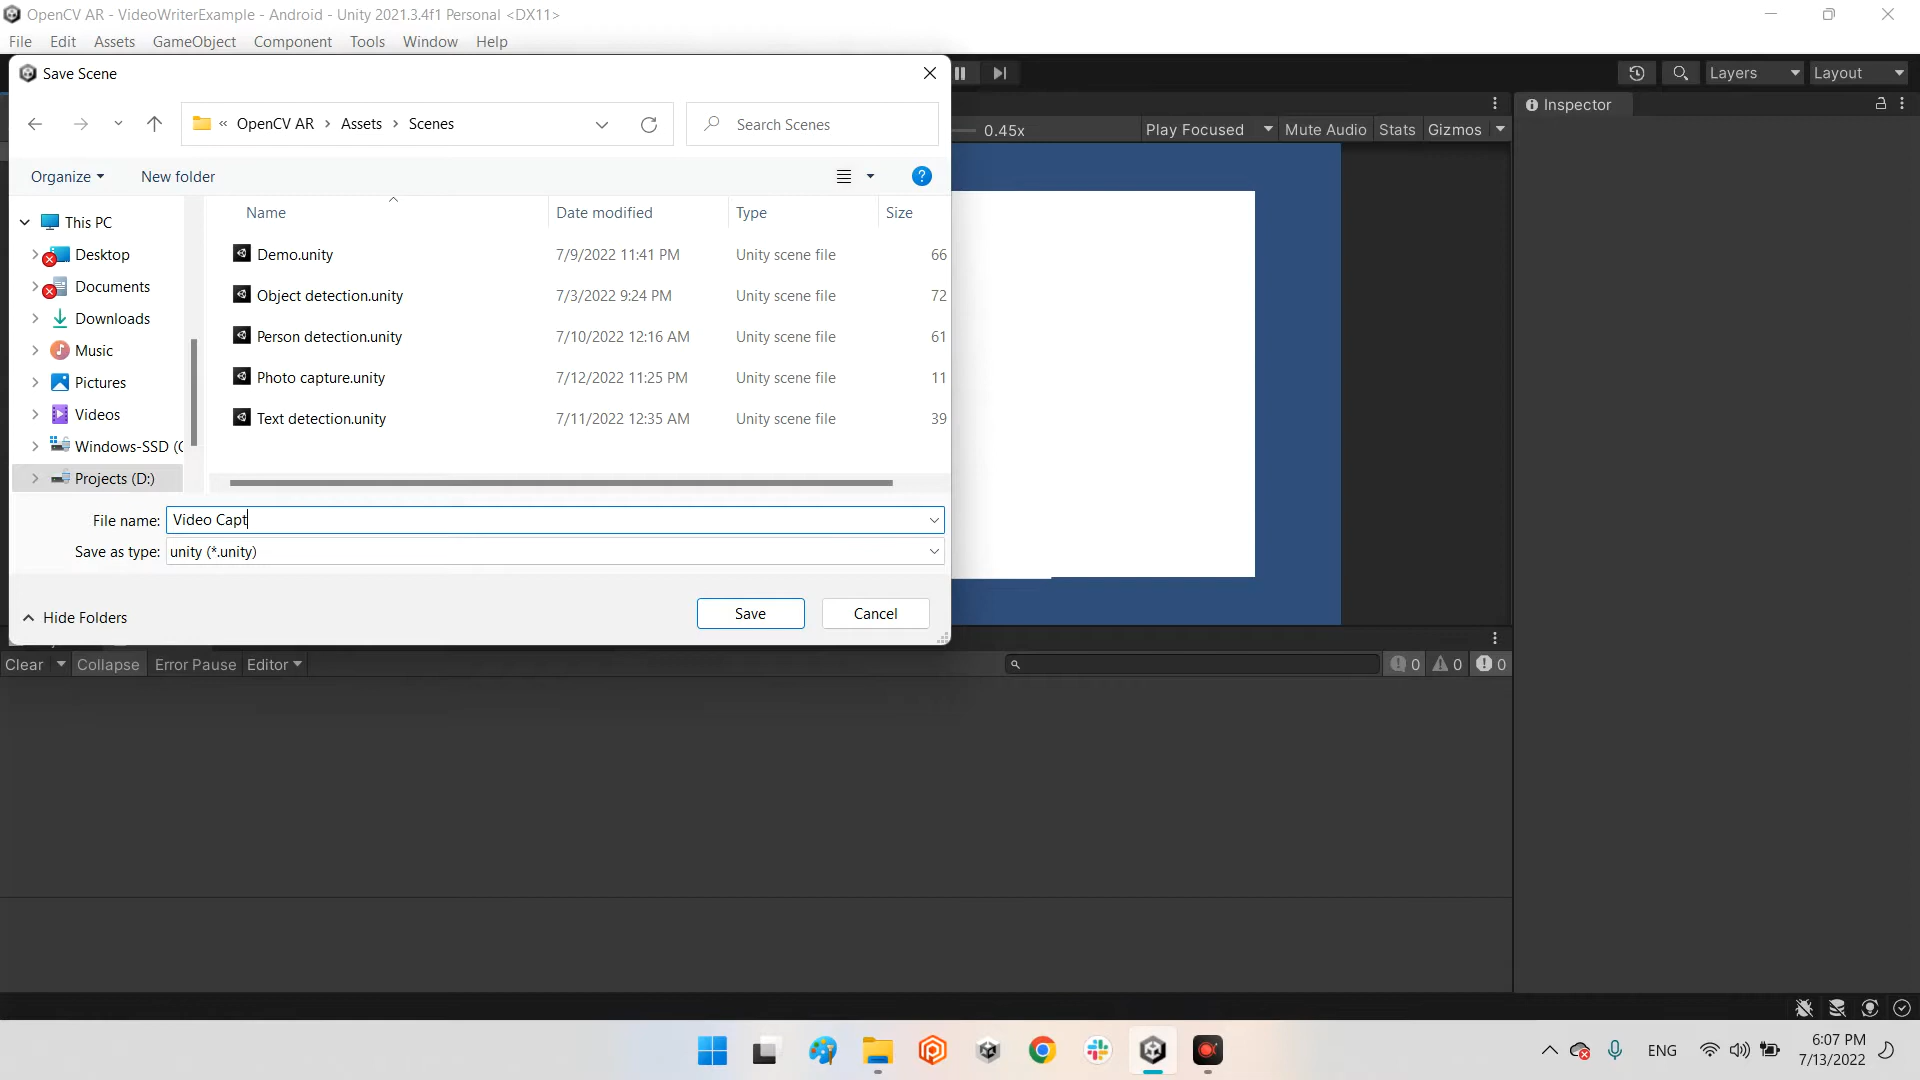 OpenCV AR - VideoWriterExample - Android - Unity 2021.3.4f1 Personal <DX11>
File Edit Assets GameObject Component Tools Window Help
Save Scene
Layers Layout
« OpenCV AR › Assets › Scenes
Search Scenes
Inspector
0.45x
Play Focused Mute Audio Stats Gizmos
Organize New folder
Name Date modified Type Size
This PC
Desktop
Documents
Downloads
Music
Pictures
Videos
Windows-SSD (C
Projects (D:)
Demo.unity 7/9/2022 11:41 PM Unity scene file 66
Object detection.unity 7/3/2022 9:24 PM Unity scene file 72
Person detection.unity 7/10/2022 12:16 AM Unity scene file 61
Photo capture.unity 7/12/2022 11:25 PM Unity scene file 11
Text detection.unity 7/11/2022 12:35 AM Unity scene file 39
File name: Video Capt
Save as type: unity (*.unity)
Hide Folders
Save Cancel
Clear Collapse Error Pause Editor
0 0 0
ENG
6:07 PM
7/13/2022